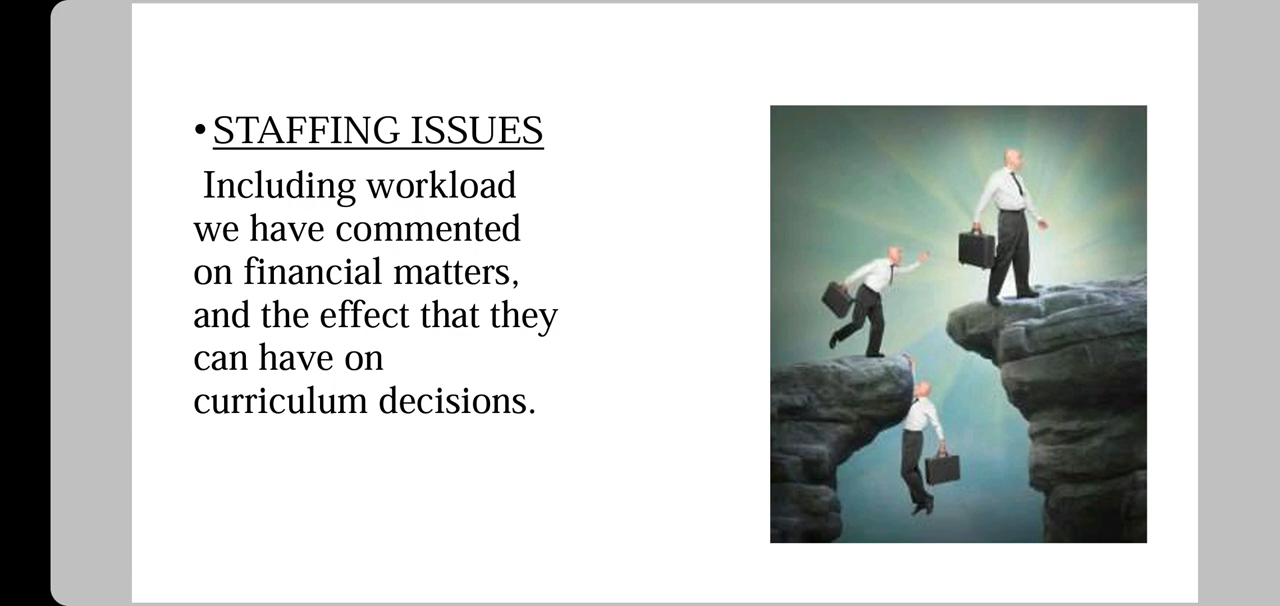 • STAFFING ISSUES
Including workload
we have commented
on financial matters,
and the effect that they
can have on
curriculum decisions.